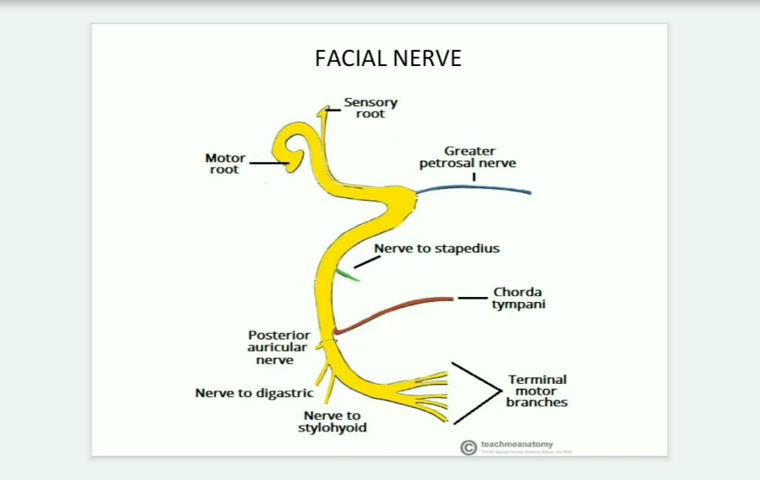 FACIAL NERVE
Sensory
root
Motor
root
Greater
petrosal nerve
Nerve to stapedius
Chorda
tympani
Posterior
auricular
nerve
Nerve to digastric
Nerve to
stylohyoid
Terminal
motor
branches
© teachmeanatomy